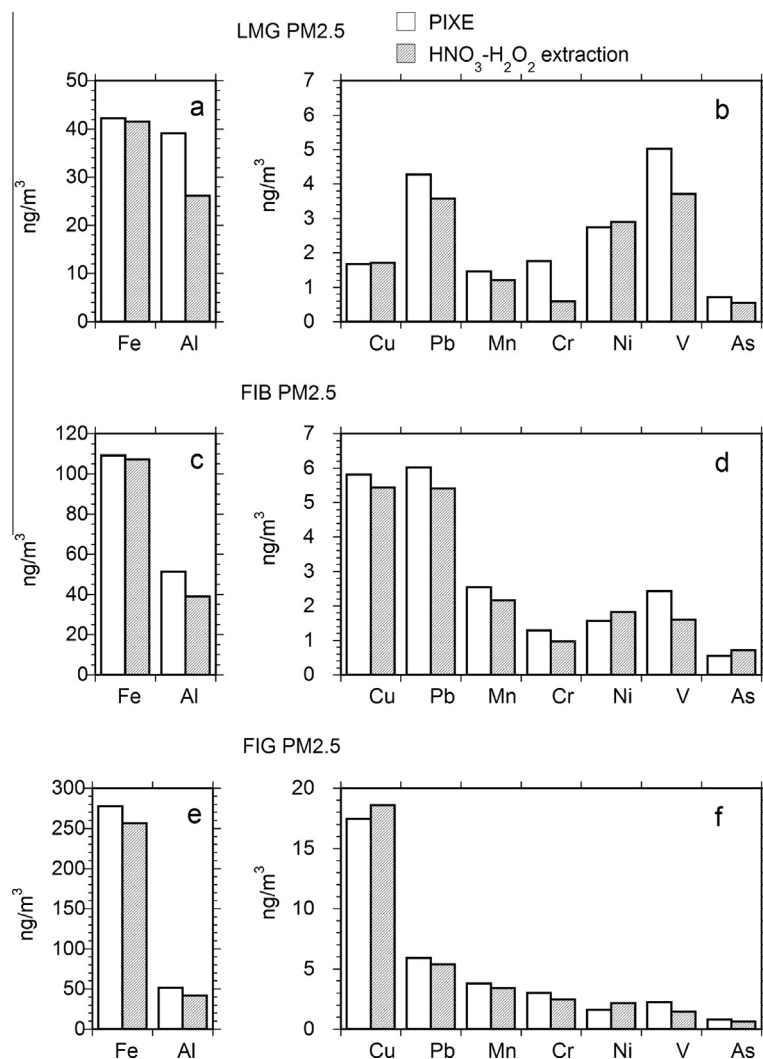 LMG PM2.5
PIXE
HNO3-H2O2 extraction
50
40
30
20
10
0
ng/m3
a
Fe Al
7
6
5
4
3
2
1
0
ng/m3
b
Cu Pb Mn Cr Ni V As
FIB PM2.5
120
100
80
60
40
20
0
ng/m3
c
Fe Al
7
6
5
4
3
2
1
0
ng/m3
d
Cu Pb Mn Cr Ni V As
FIG PM2.5
300
250
200
150
100
50
0
ng/m3
e
Fe Al
20
15
10
5
0
ng/m3
f
Cu Pb Mn Cr Ni V As